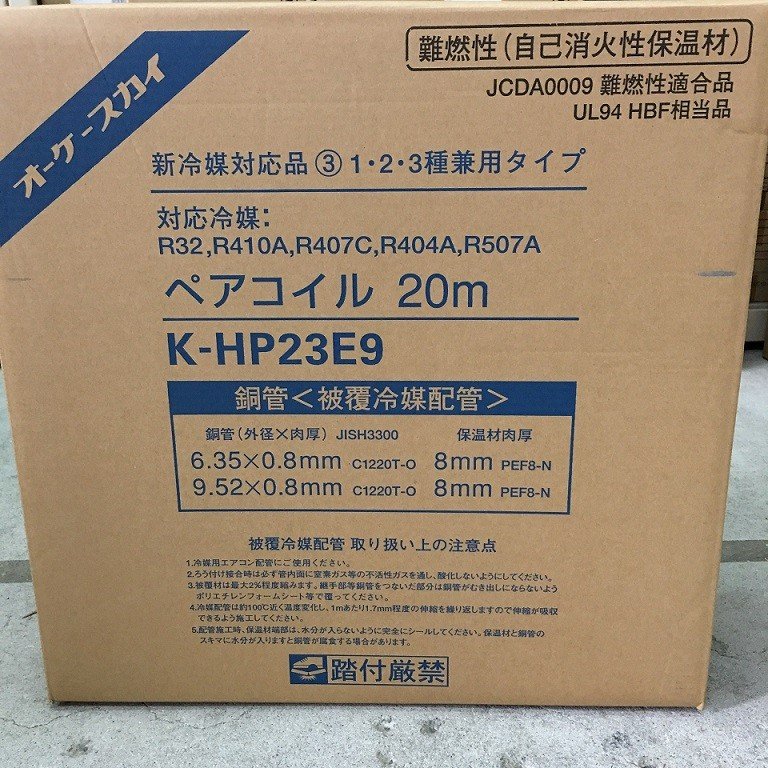 オーケースカイ
難燃性(自己消火性保温材)
JCDA0009 難燃性適合品
UL94 HBF相当品
新冷媒対応品 ③ 1・2・3種兼用タイプ
対応冷媒:
R32,R410A,R407C,R404A,R507A
ペアコイル 20m
K-HP23E9
銅管<被覆冷媒配管>
銅管(外径×肉厚) JISH3300 保温材肉厚
6.35×0.8mm C1220T-O 8mm PEF8-N
9.52×0.8mm C1220T-O 8mm PEF8-N
被覆冷媒配管 取り扱い上の注意点
1.冷媒用エアコン配管にご使用ください。
2.ろう付け接合時は必ず管内面に窒素ガス等の不活性ガスを通し、酸化しないようにしてください。
3.被覆材は最大2%程度縮みます。継手部等銅管をつないだ部分は銅管がむき出しにならないよう
ポリエチレンフォームシート等で覆ってください。
4.冷媒配管は約100℃近く温度変化し、1mあたり1.7mm程度の伸縮を繰り返しますので伸縮が吸収
できるよう施工してください。
5.配管施工時、保温材端部は、水分が入らないように完全にシールしてください。保温材と銅管の
スキマに水分が入りますと銅管が腐食する場合があります。
踏付厳禁